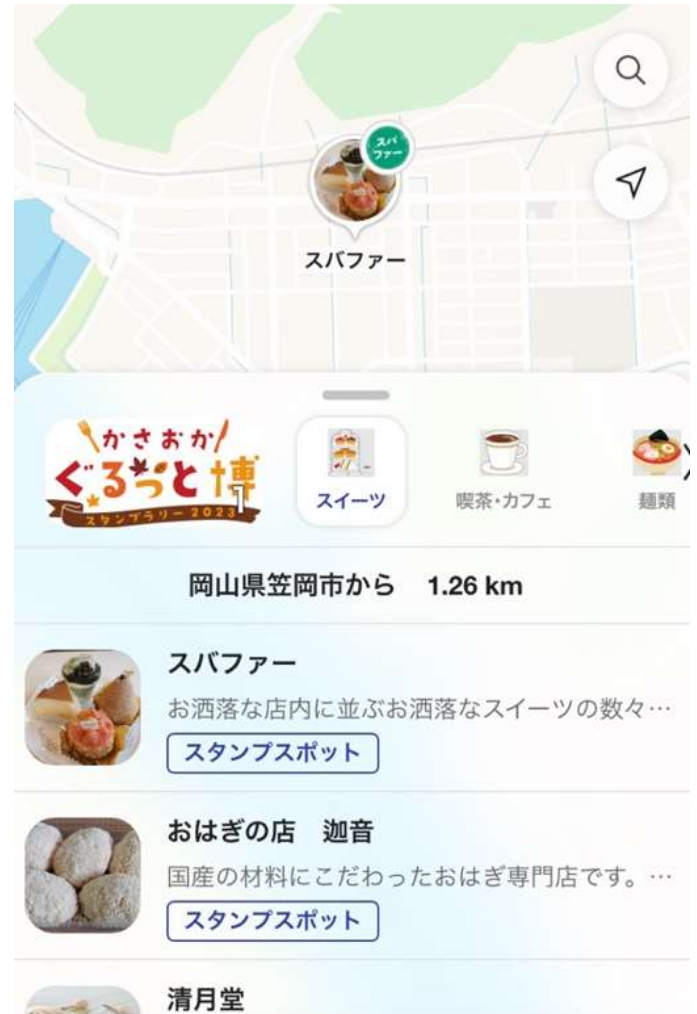 スバ
ファー
スバファー
かさおか
ぐるっと博
スタンプラリー2023
スイーツ
喫茶・カフェ
麺類
岡山県笠岡市から 1.26 km
スバファー
お洒落な店内に並ぶお洒落なスイーツの数々…
スタンプスポット
おはぎの店 迦音
国産の材料にこだわったおはぎ専門店です。…
スタンプスポット
清月堂